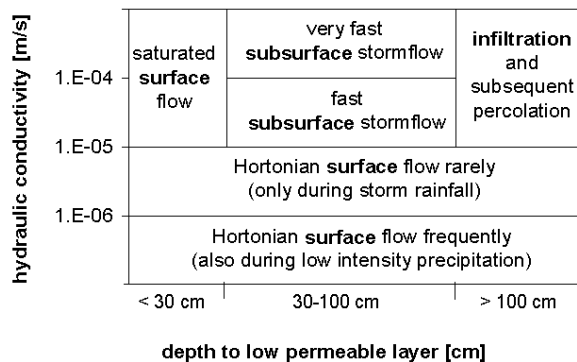 hydraulic conductivity [m/s]
1.E-04
1.E-05
1.E-06
saturated
surface
flow
very fast
subsurface stormflow
fast
subsurface stormflow
infiltration
and
subsequent
percolation
Hortonian surface flow rarely
(only during storm rainfall)
Hortonian surface flow frequently
(also during low intensity precipitation)
< 30 cm
30-100 cm
> 100 cm
depth to low permeable layer [cm]